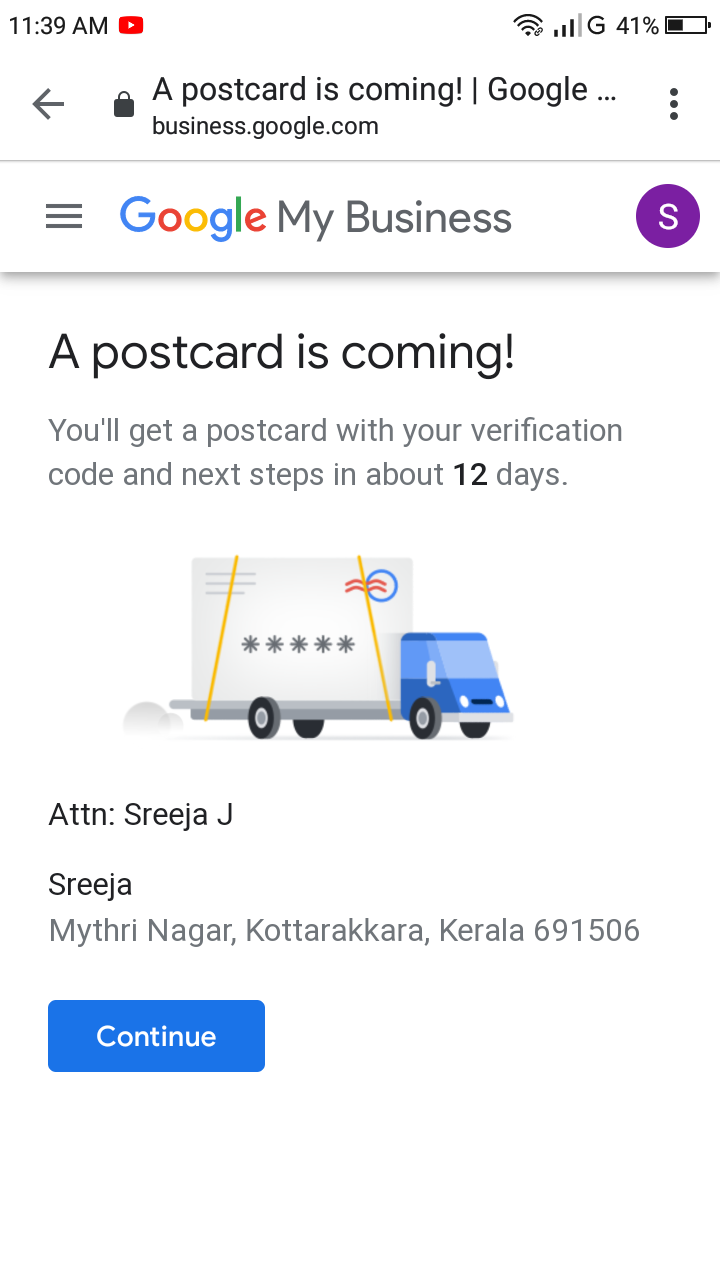 11:39 AM G 41%
A postcard is coming! | Google ...
business.google.com
Google My Business S
A postcard is coming!
You'll get a postcard with your verification
code and next steps in about 12 days.
*****
Attn: Sreeja J
Sreeja
Mythri Nagar, Kottarakkara, Kerala 691506
Continue